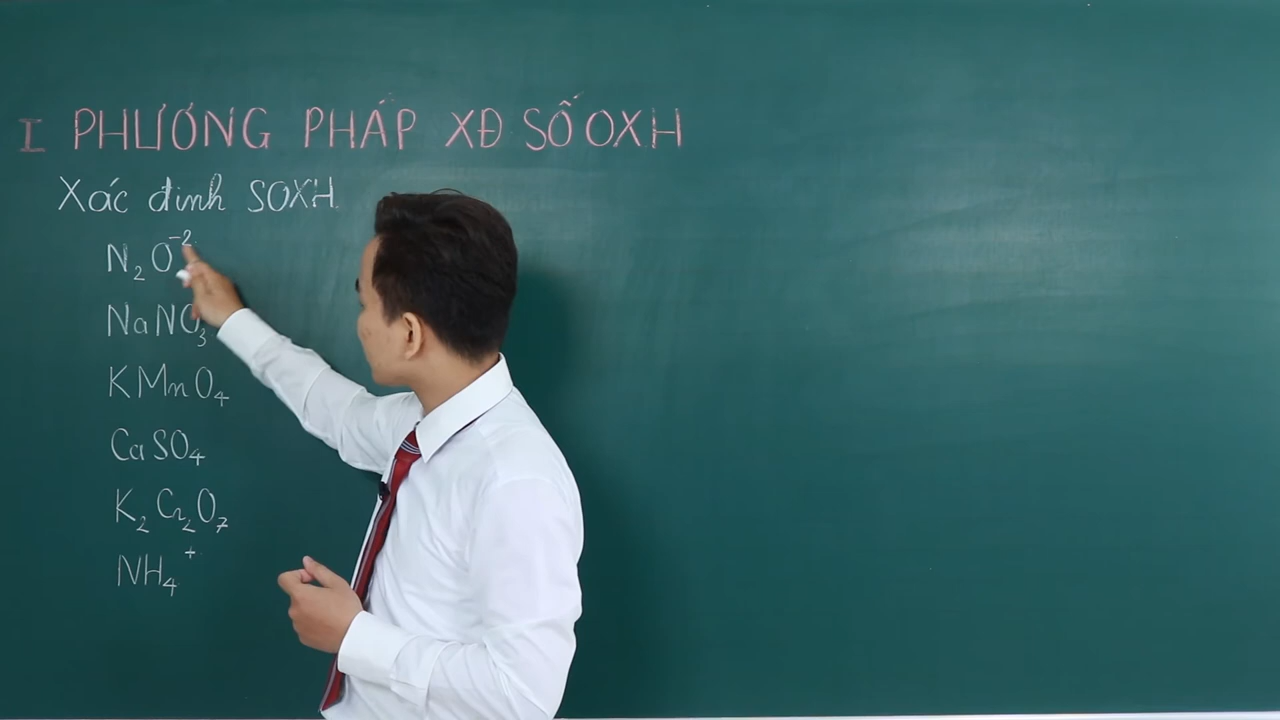 I PHƯƠNG PHÁP XĐ SỐ OXH
Xác định SOXH
N₂O⁻²
NaNO₃
KMnO₄
CaSO₄
K₂Cr₂O₇
NH₄⁺